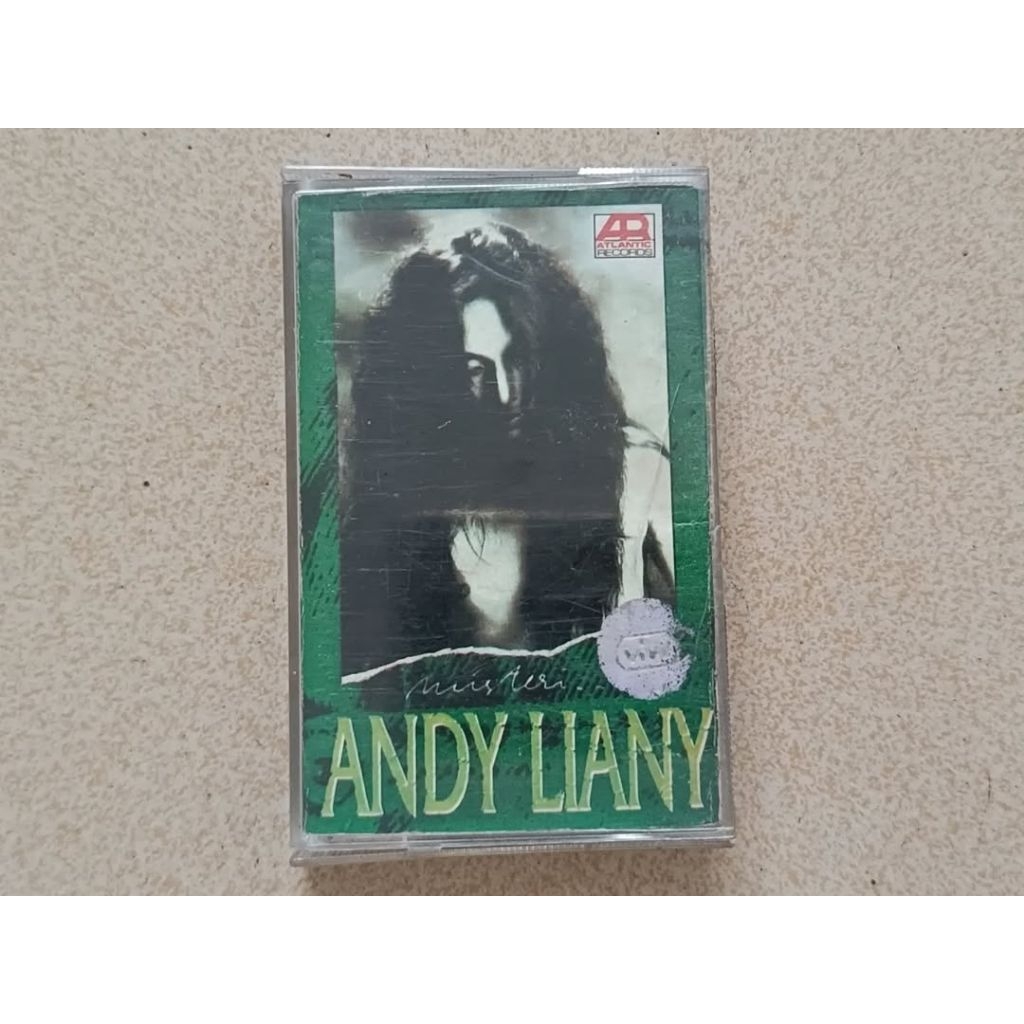 AR
ATLANTIC
RECORDS
misteri...
ANDY LIANY